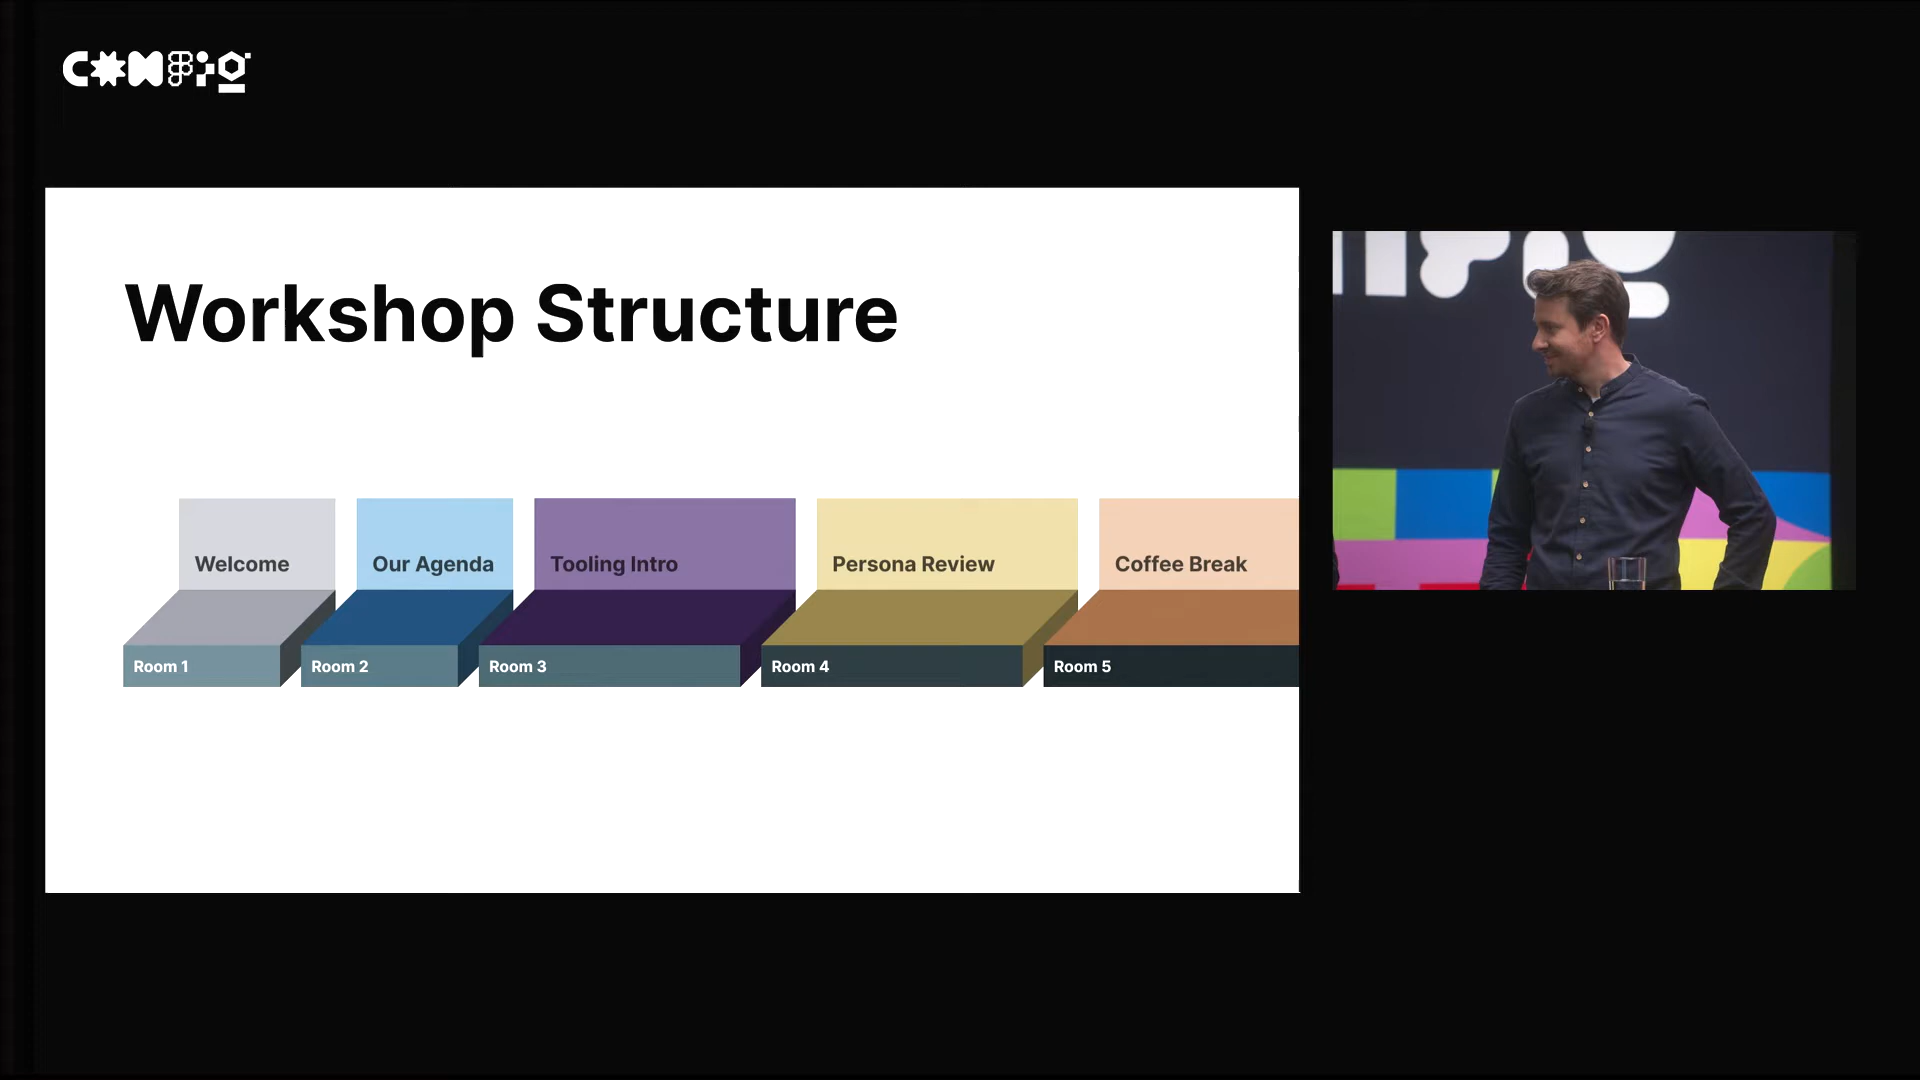 CONFIG
Workshop Structure
Welcome
Our Agenda
Tooling Intro
Persona Review
Coffee Break
Room 1
Room 2
Room 3
Room 4
Room 5